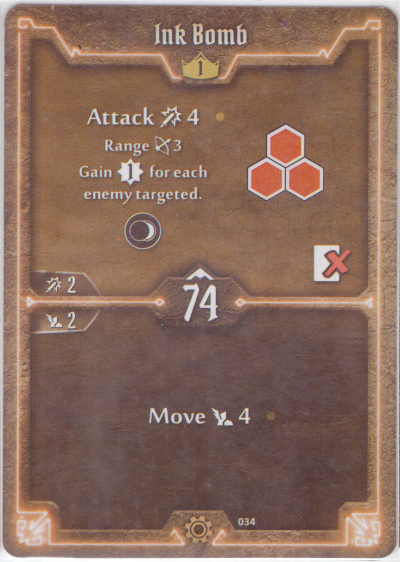 Ink Bomb
1
Attack 4
Range 3
Gain 1 for each
enemy targeted.
2
74
2
Move 4
034